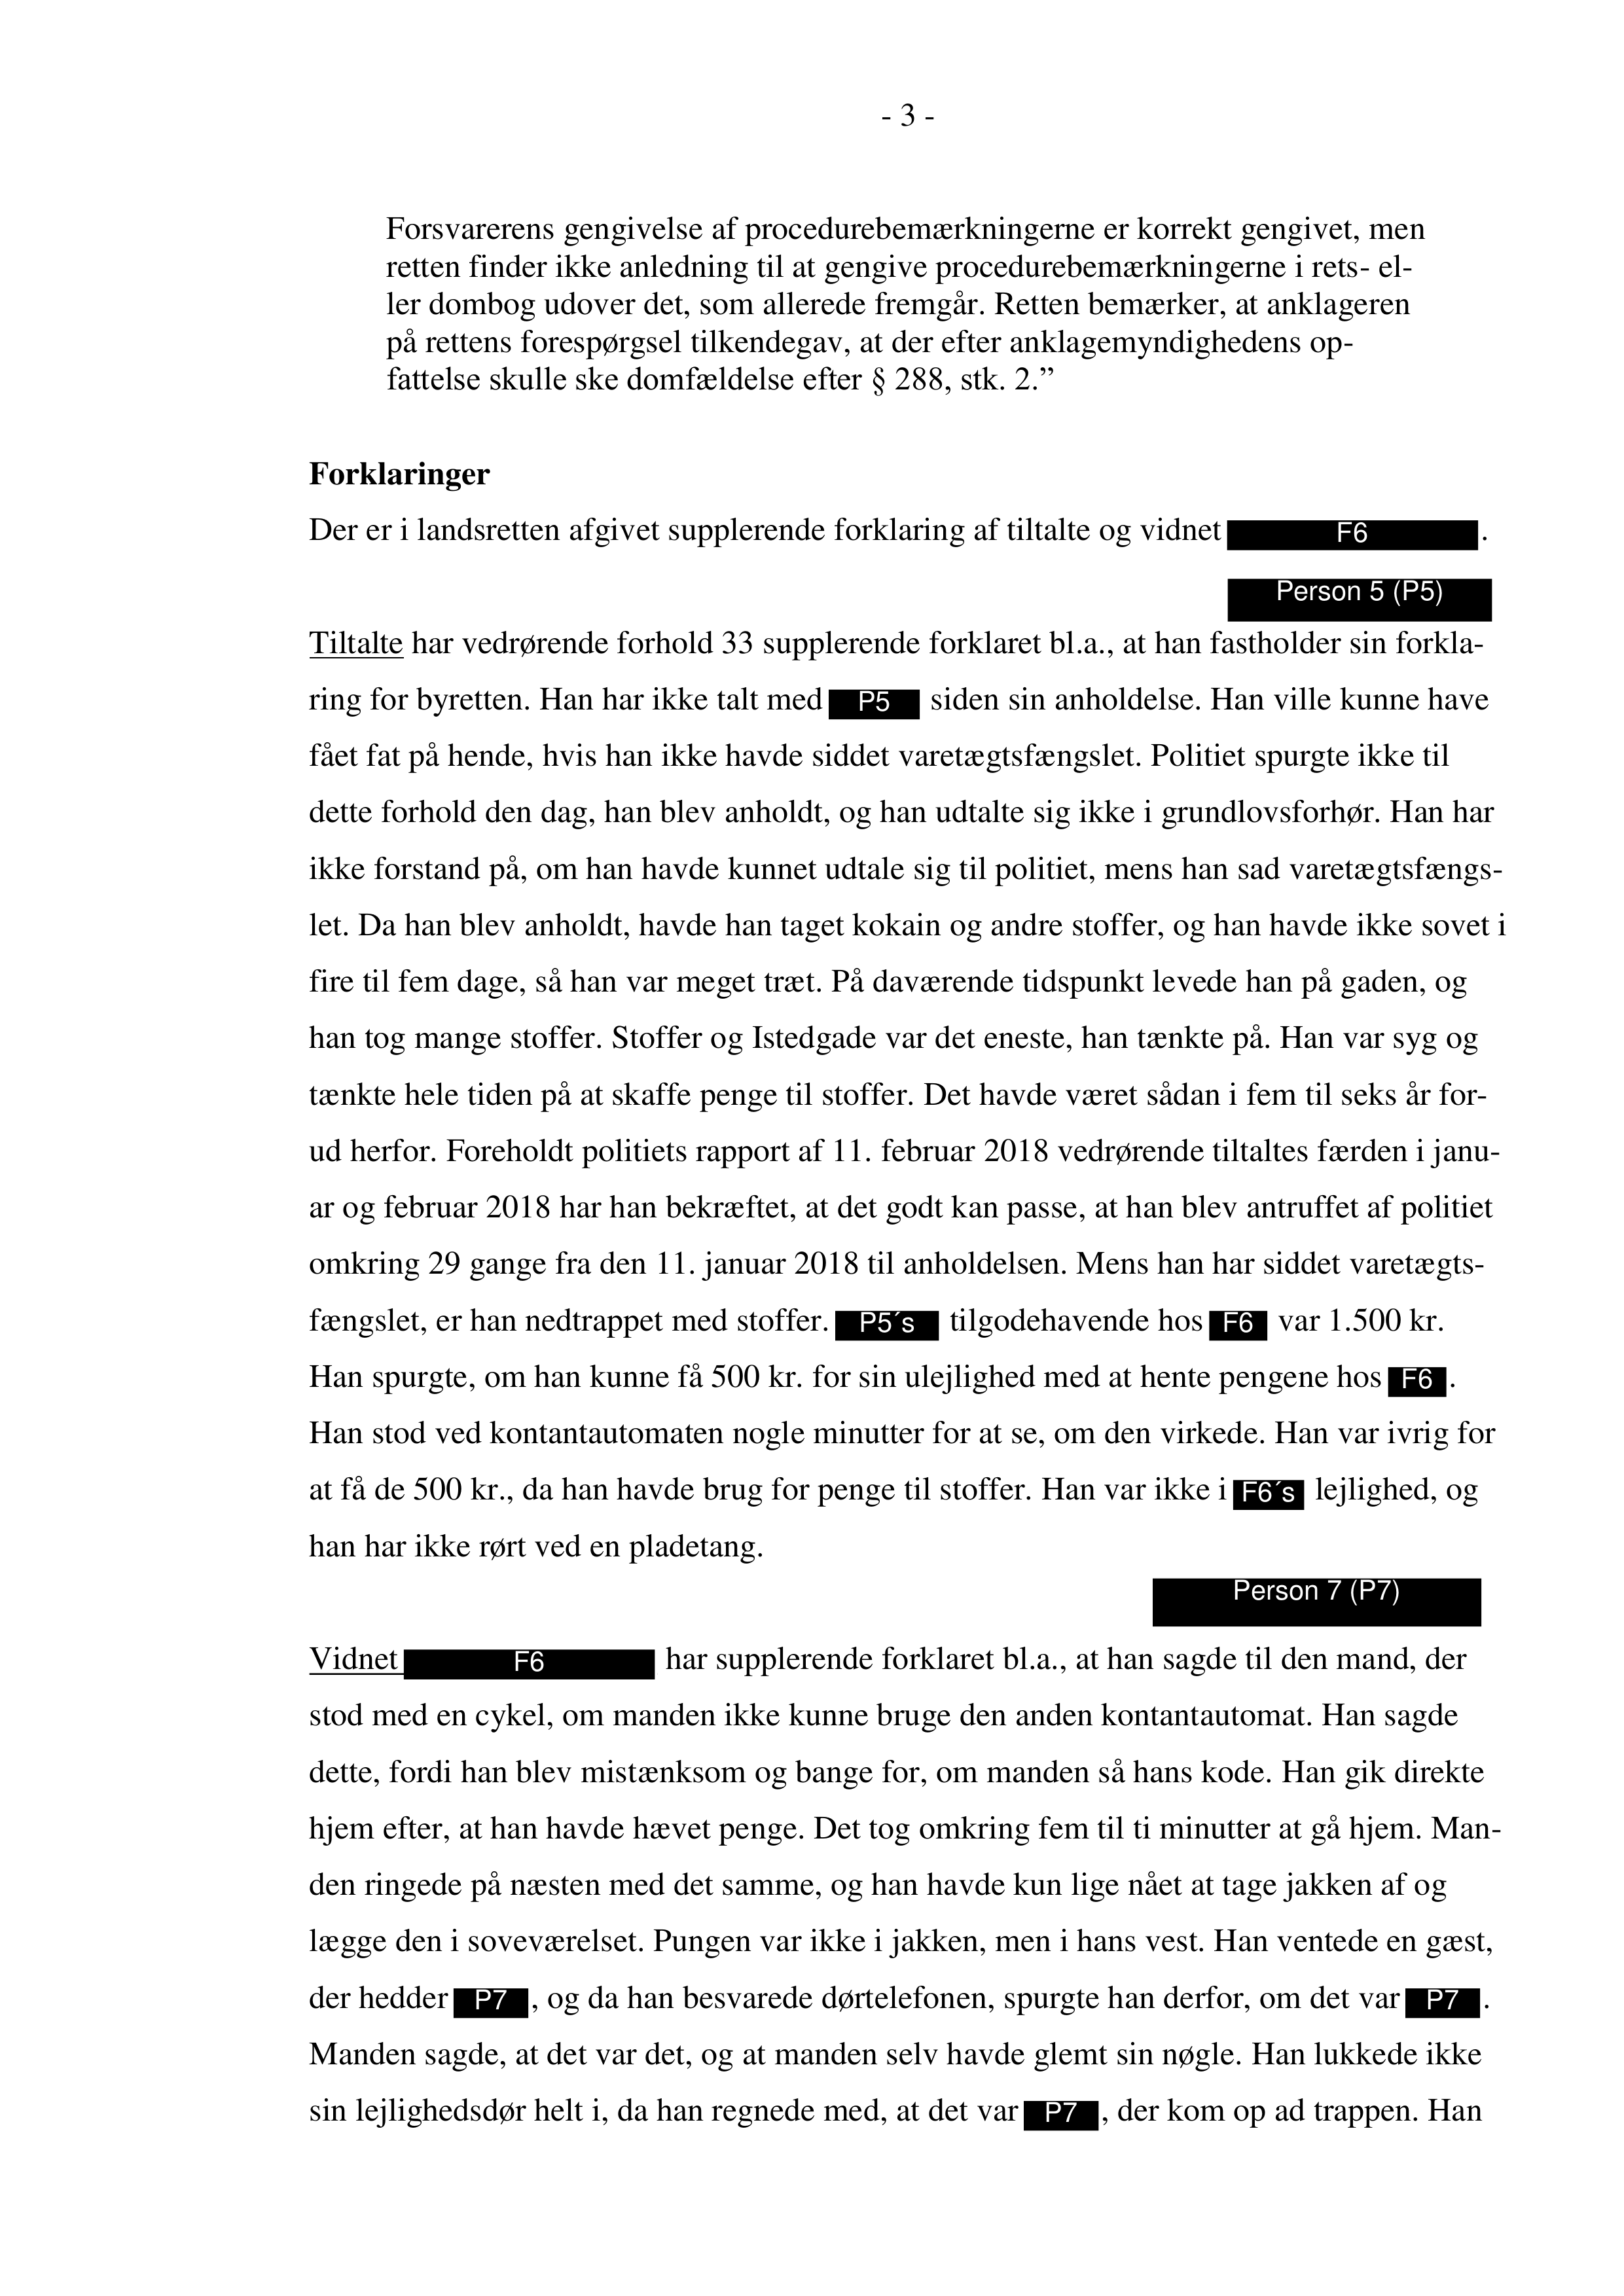 - 3 -
Forsvarerens gengivelse af procedurebemærkningerne er korrekt gengivet, men
retten finder ikke anledning til at gengive procedurebemærkningerne i rets- el-
ler dombog udover det, som allerede fremgår. Retten bemærker, at anklageren
på rettens forespørgsel tilkendegav, at der efter anklagemyndighedens op-
fattelse skulle ske domfældelse efter § 288, stk. 2.”
Forklaringer
Der er i landsretten afgivet supplerende forklaring af tiltalte og vidnet F6.
Person 5 (P5)
Tiltalte har vedrørende forhold 33 supplerende forklaret bl.a., at han fastholder sin forkla-
ring for byretten. Han har ikke talt med P5 siden sin anholdelse. Han ville kunne have
fået fat på hende, hvis han ikke havde siddet varetægtsfængslet. Politiet spurgte ikke til
dette forhold den dag, han blev anholdt, og han udtalte sig ikke i grundlovsforhør. Han har
ikke forstand på, om han havde kunnet udtale sig til politiet, mens han sad varetægtsfængs-
let. Da han blev anholdt, havde han taget kokain og andre stoffer, og han havde ikke sovet i
fire til fem dage, så han var meget træt. På daværende tidspunkt levede han på gaden, og
han tog mange stoffer. Stoffer og Istedgade var det eneste, han tænkte på. Han var syg og
tænkte hele tiden på at skaffe penge til stoffer. Det havde været sådan i fem til seks år for-
ud herfor. Foreholdt politiets rapport af 11. februar 2018 vedrørende tiltaltes færden i janu-
ar og februar 2018 har han bekræftet, at det godt kan passe, at han blev antruffet af politiet
omkring 29 gange fra den 11. januar 2018 til anholdelsen. Mens han har siddet varetægts-
fængslet, er han nedtrappet med stoffer. P5´s tilgodehavende hos F6 var 1.500 kr.
Han spurgte, om han kunne få 500 kr. for sin ulejlighed med at hente pengene hos F6.
Han stod ved kontantautomaten nogle minutter for at se, om den virkede. Han var ivrig for
at få de 500 kr., da han havde brug for penge til stoffer. Han var ikke i F6´s lejlighed, og
han har ikke rørt ved en pladetang.
Person 7 (P7)
Vidnet F6 har supplerende forklaret bl.a., at han sagde til den mand, der
stod med en cykel, om manden ikke kunne bruge den anden kontantautomat. Han sagde
dette, fordi han blev mistænksom og bange for, om manden så hans kode. Han gik direkte
hjem efter, at han havde hævet penge. Det tog omkring fem til ti minutter at gå hjem. Man-
den ringede på næsten med det samme, og han havde kun lige nået at tage jakken af og
lægge den i soveværelset. Pungen var ikke i jakken, men i hans vest. Han ventede en gæst,
der hedder P7, og da han besvarede dørtelefonen, spurgte han derfor, om det var P7.
Manden sagde, at det var det, og at manden selv havde glemt sin nøgle. Han lukkede ikke
sin lejlighedsdør helt i, da han regnede med, at det var P7, der kom op ad trappen. Han